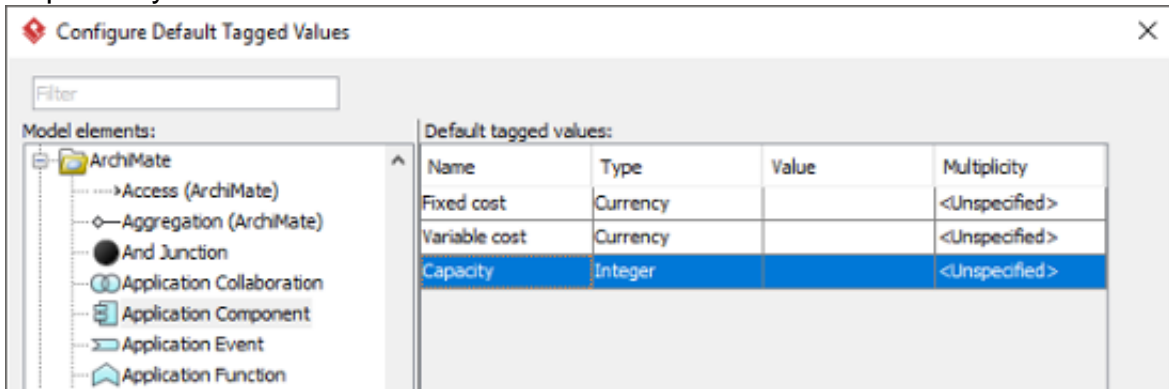 Configure Default Tagged Values
Filter
Model elements:
ArchiMate
Access (ArchiMate)
Aggregation (ArchiMate)
And Junction
Application Collaboration
Application Component
Application Event
Application Function
Default tagged values:
Name Type Value Multiplicity
Fixed cost Currency <Unspecified>
Variable cost Currency <Unspecified>
Capacity Integer <Unspecified>